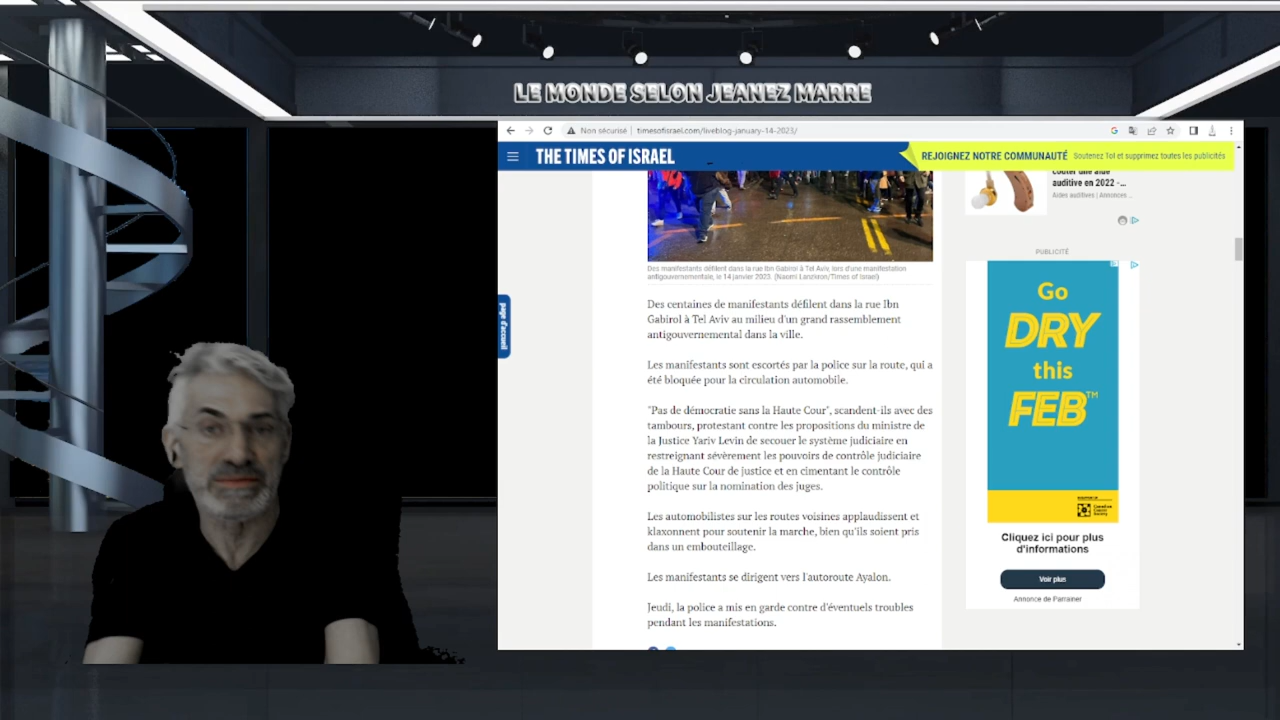 LE MONDE SELON JEANEZ MARRE
Non sécurisé | timesofisrael.com/liveblog-january-14-2023/
THE TIMES OF ISRAEL
REJOIGNEZ NOTRE COMMUNAUTÉ Soutenez ToI et supprimez toutes les publicités
page d'accueil
Des manifestants défilent dans la rue Ibn Gabirol à Tel Aviv, lors d'une manifestation
antigouvernementale, le 14 janvier 2023. (Naomi Lanzkron/Times of Israel)
Des centaines de manifestants défilent dans la rue Ibn
Gabirol à Tel Aviv au milieu d'un grand rassemblement
antigouvernemental dans la ville.
Les manifestants sont escortés par la police sur la route, qui a
été bloquée pour la circulation automobile.
"Pas de démocratie sans la Haute Cour", scandent-ils avec des
tambours, protestant contre les propositions du ministre de
la Justice Yariv Levin de secouer le système judiciaire en
restreignant sévèrement les pouvoirs de contrôle judiciaire
de la Haute Cour de justice et en cimentant le contrôle
politique sur la nomination des juges.
Les automobilistes sur les routes voisines applaudissent et
klaxonnent pour soutenir la marche, bien qu'ils soient pris
dans un embouteillage.
Les manifestants se dirigent vers l'autoroute Ayalon.
Jeudi, la police a mis en garde contre d'éventuels troubles
pendant les manifestations.
coûter une aide
auditive en 2022 -...
Aides auditives | Annonces ...
PUBLICITÉ
Go
DRY
this
FEB™
Canadian
Cancer
Society
Cliquez ici pour plus
d'informations
Voir plus
Annonce de Parrainer